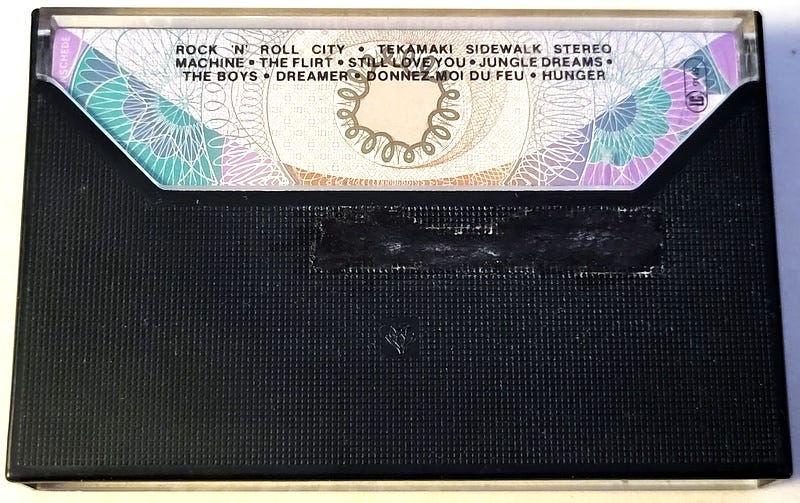 ROCK 'N' ROLL CITY • TEKAMAKI SIDEWALK STEREO
MACHINE • THE FLIRT • STILL LOVE YOU • JUNGLE DREAMS •
THE BOYS • DREAMER • DONNEZ-MOI DU FEU • HUNGER